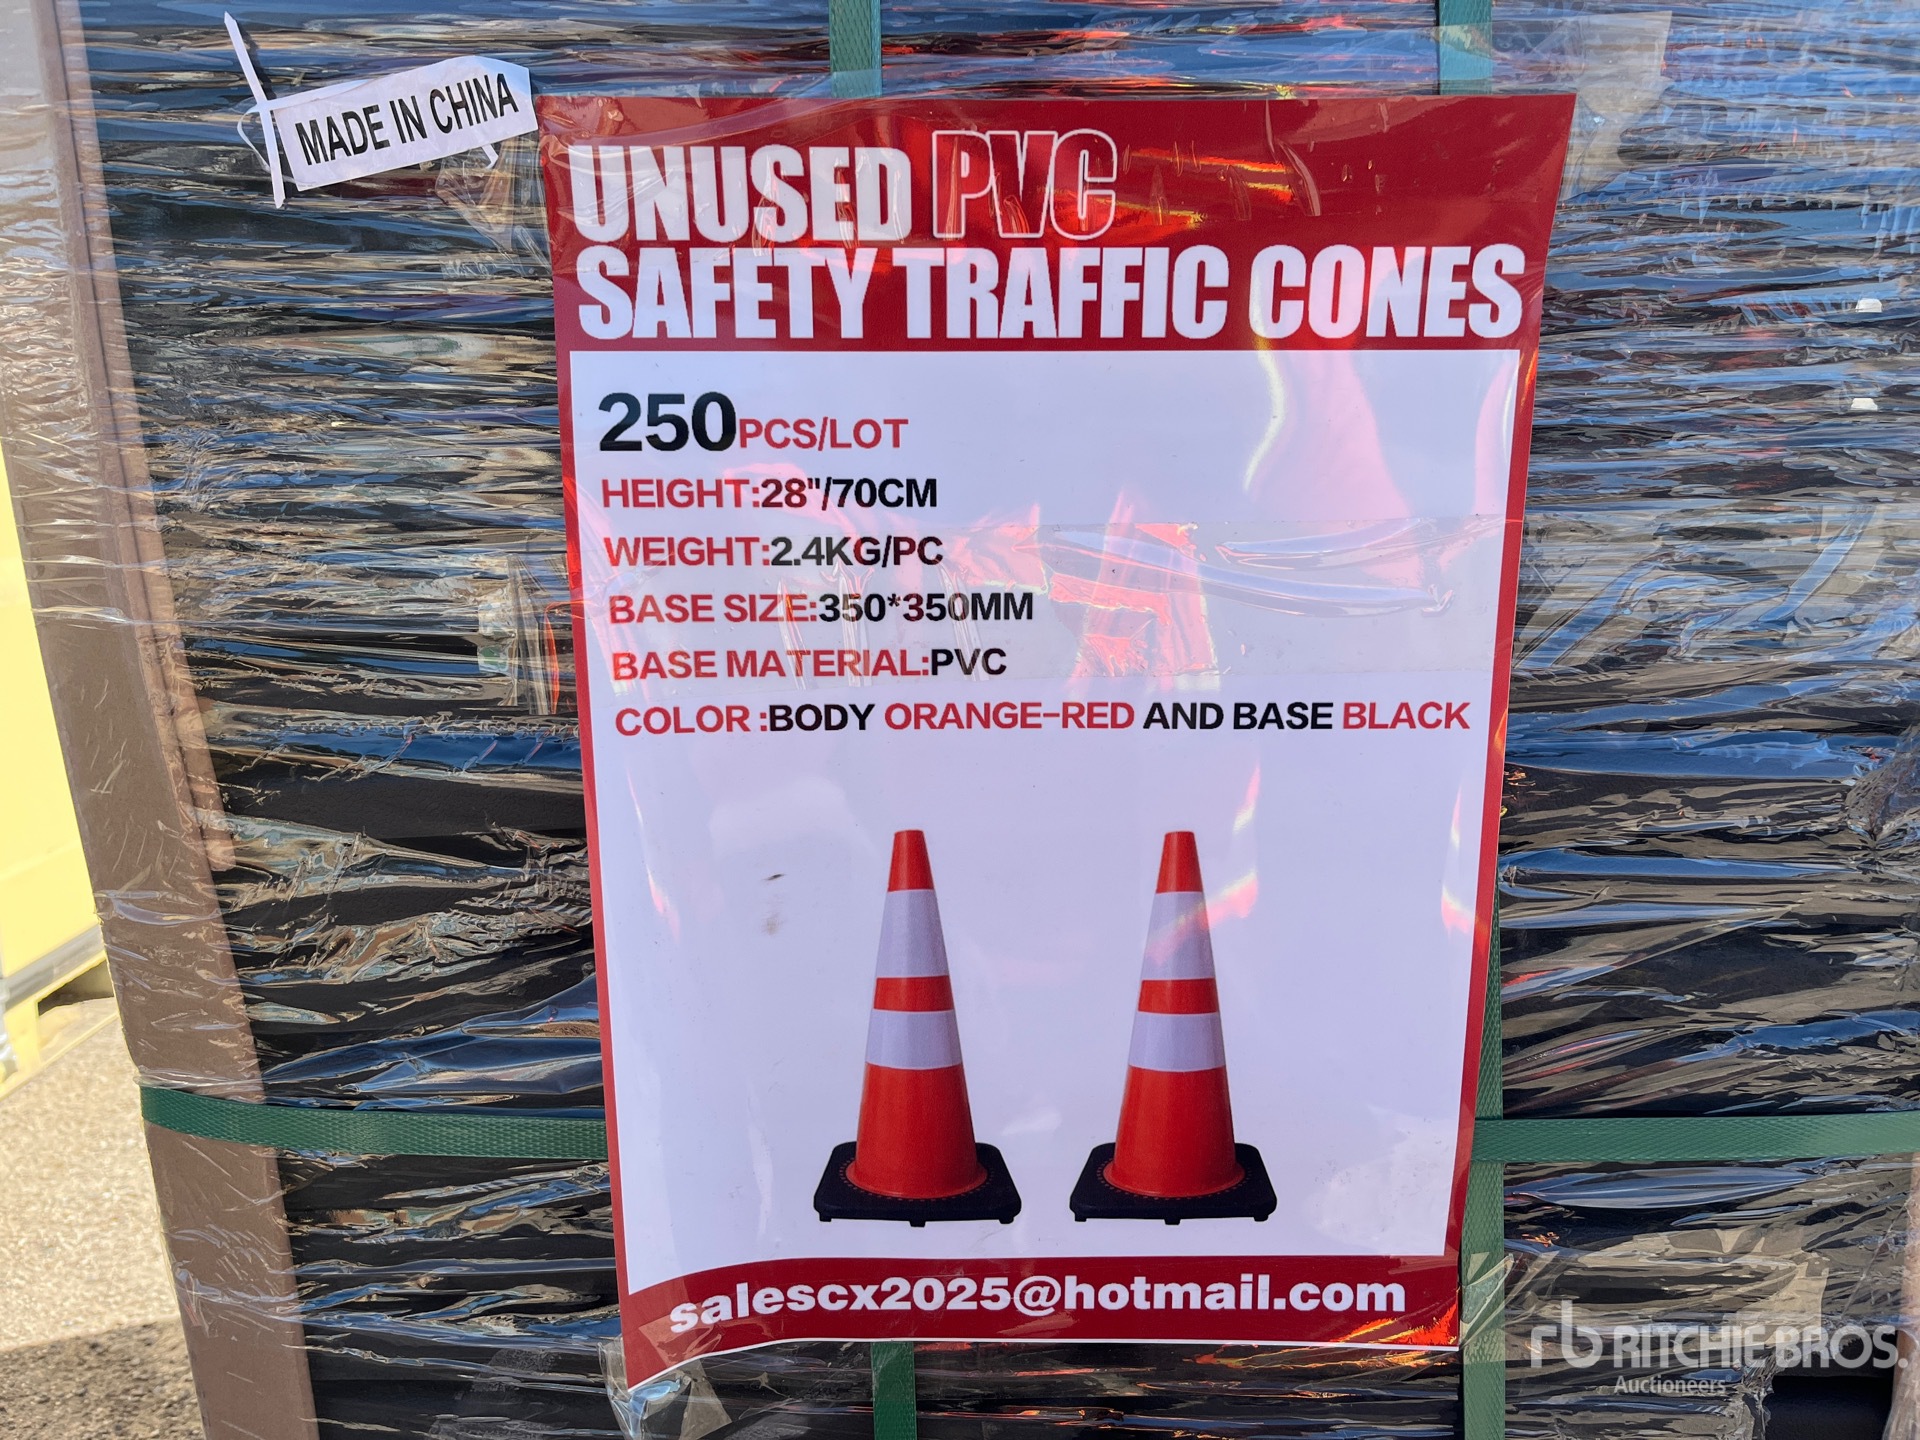 MADE IN CHINA
UNUSED PVC
SAFETY TRAFFIC CONES
250PCS/LOT
HEIGHT:28"/70CM
WEIGHT:2.4KG/PC
BASE SIZE:350*350MM
BASE MATERIAL:PVC
COLOR :BODY ORANGE-RED AND BASE BLACK
salescx2025@hotmail.com
rb RITCHIE BROS.
Auctioneers